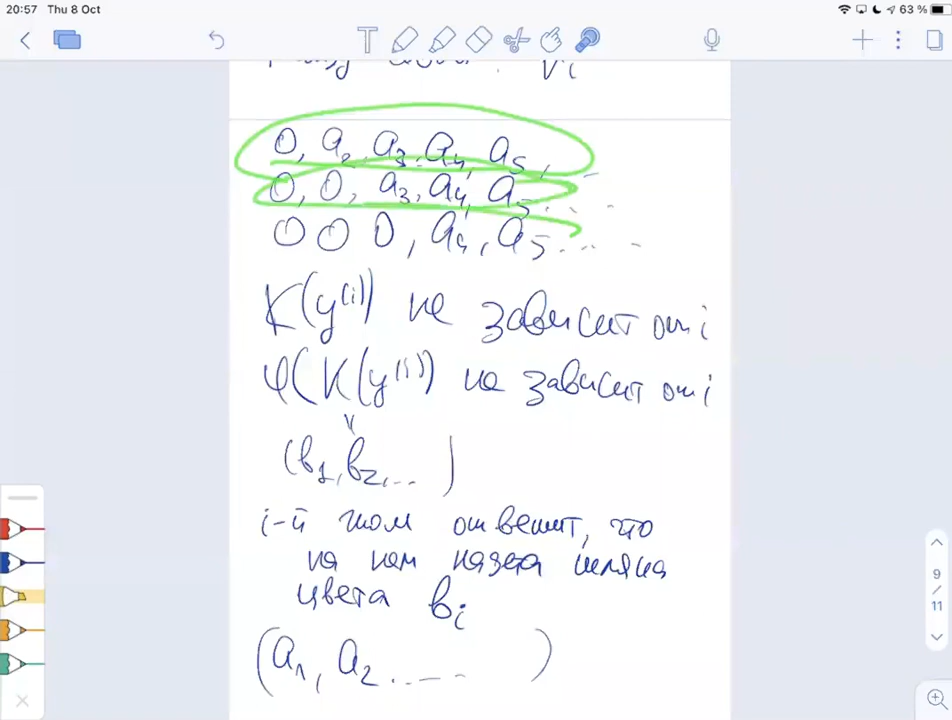 20:57 Thu 8 Oct 63 %
T
0, a₂, a₃, a₄, a₅, ...
0, 0, a₃, a₄, a₅ ...
0 0 0, a₄, a₅ ...
K(y⁽ⁱ⁾) не зависит от i
φ(K(y⁽ⁱ⁾) не зависит от i
(b₁, b₂, ... )
i-й гном ответит, что
на нем надета шляпа
цвета bᵢ
(a₁, a₂ ..... )
9
/
11